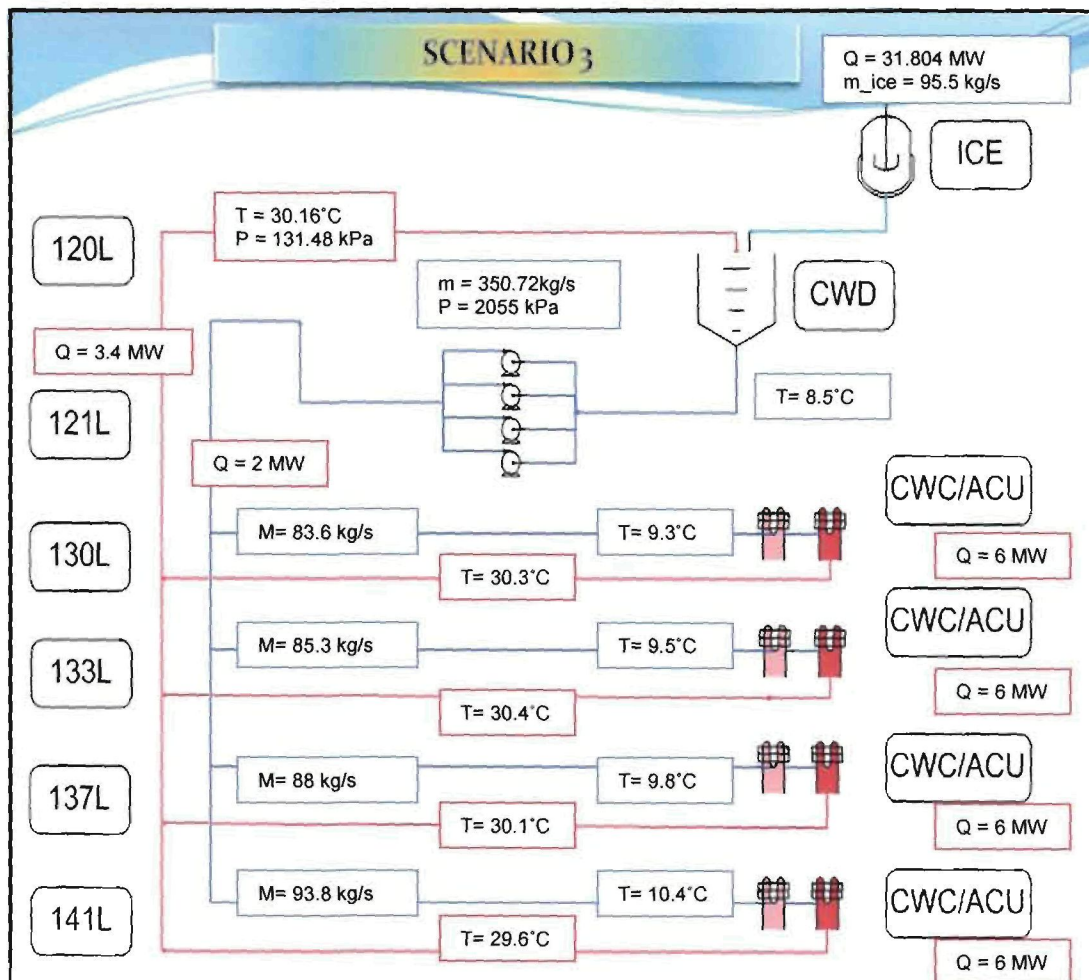 SCENARIO 3
Q = 31.804 MW
m_ice = 95.5 kg/s
ICE
T = 30.16°C
P = 131.48 kPa
120L
m = 350.72kg/s
P = 2055 kPa
CWD
Q = 3.4 MW
T= 8.5°C
121L
Q = 2 MW
CWC/ACU
M= 83.6 kg/s
T= 9.3°C
130L
Q = 6 MW
T= 30.3°C
CWC/ACU
M= 85.3 kg/s
T= 9.5°C
133L
Q = 6 MW
T= 30.4°C
CWC/ACU
M= 88 kg/s
T= 9.8°C
137L
Q = 6 MW
T= 30.1°C
CWC/ACU
M= 93.8 kg/s
T= 10.4°C
141L
T= 29.6°C
Q = 6 MW